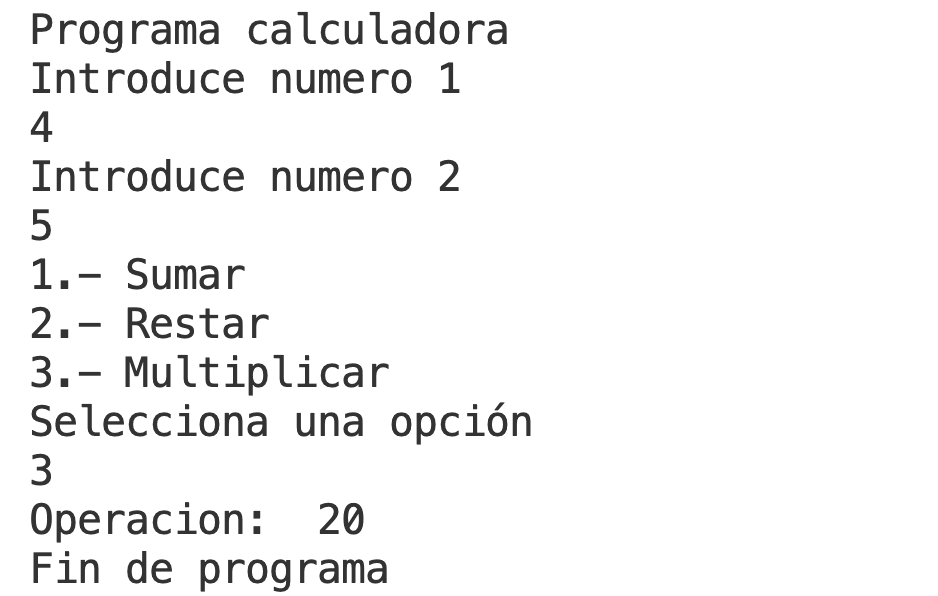 Programa calculadora
Introduce numero 1
4
Introduce numero 2
5
1.- Sumar
2.- Restar
3.- Multiplicar
Selecciona una opción
3
Operacion:  20
Fin de programa